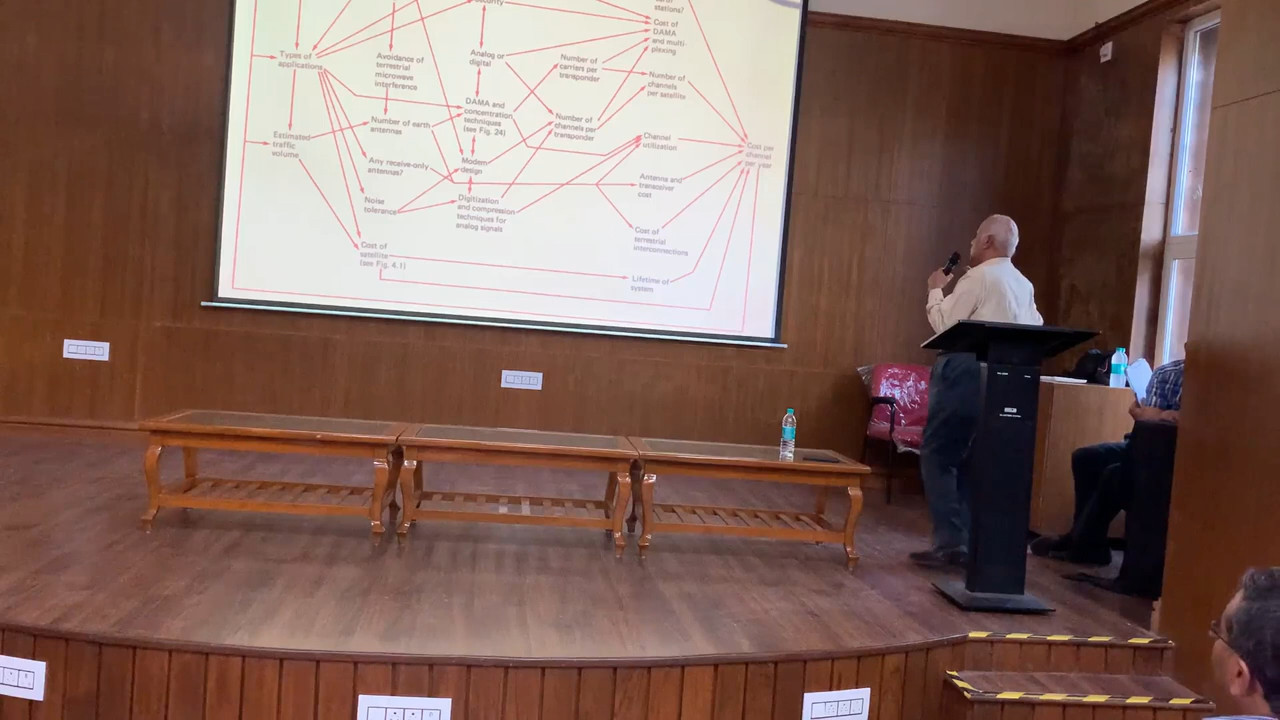 security
stations?
Cost of
DAMA
and multi-
plexing
Types of
applications
Avoidance of
terrestrial
microwave
interference
Analog or
digital
Number of
carriers per
transponder
Number of
channels
per satellite
DAMA and
concentration
techniques
(see Fig. 24)
Number of earth
antennas
Number of
channels per
transponder
Estimated
traffic
volume
Channel
utilization
Cost per
channel
per year
Any receive-only
antennas?
Modem
design
Antenna and
transceiver
cost
Noise
tolerance
Digitization
and compression
techniques for
analog signals
Cost of
terrestrial
interconnections
Cost of
satellite
(see Fig. 4.1)
Lifetime of
system